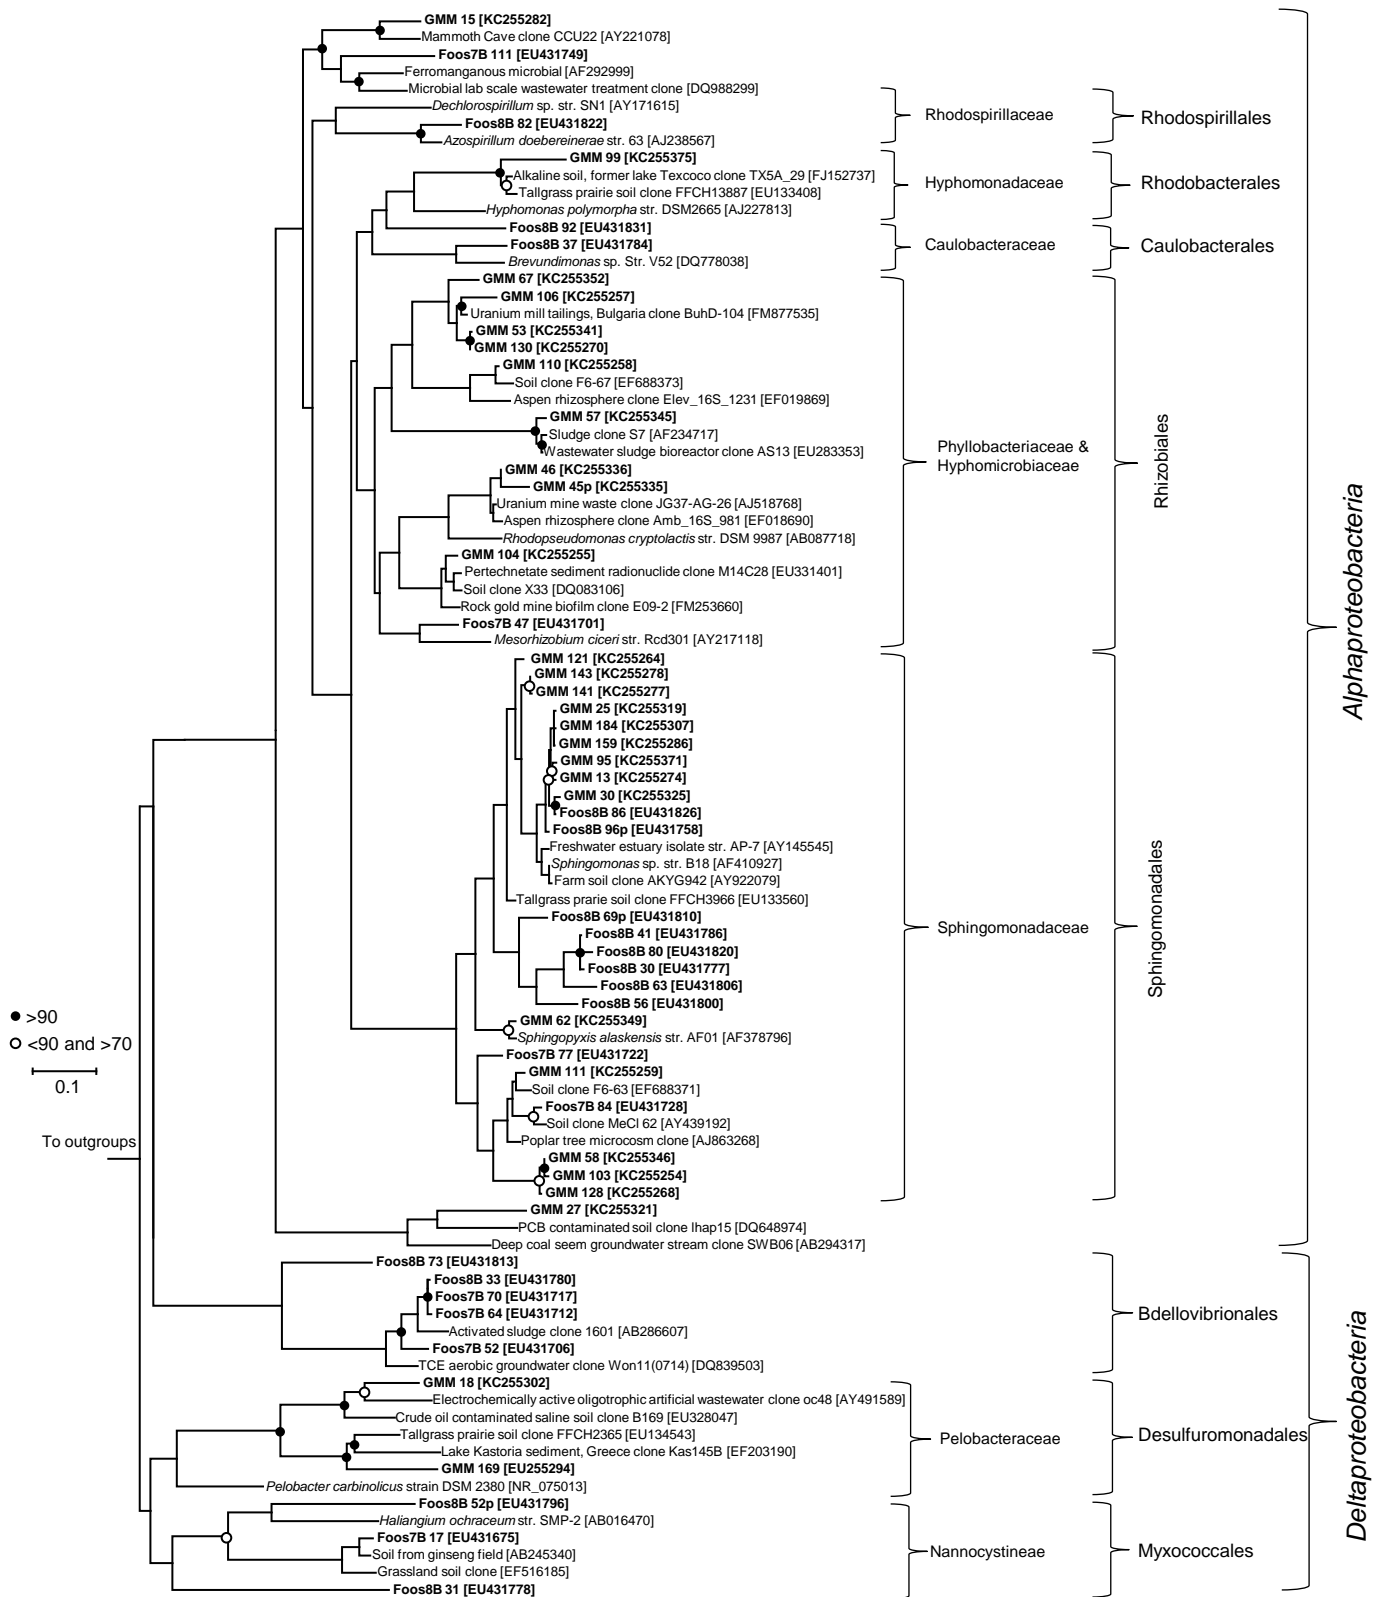 GMM 15 [KC255282]
Mammoth Cave clone CCU22 [AY221078]
Foos7B 111 [EU431749]
Ferromanganous microbial [AF292999]
Microbial lab scale wastewater treatment clone [DQ988299]
Dechlorospirillum sp. str. SN1 [AY171615]
Foos8B 82 [EU431822]
Azospirillum doebereinerae str. 63 [AJ238567]
Rhodospirillaceae
Rhodospirillales
GMM 99 [KC255375]
Alkaline soil, former lake Texcoco clone TX5A_29 [FJ152737]
Tallgrass prairie soil clone FFCH13887 [EU133408]
Hyphomonas polymorpha str. DSM2665 [AJ227813]
Hyphomonadaceae
Rhodobacterales
Foos8B 92 [EU431831]
Foos8B 37 [EU431784]
Brevundimonas sp. Str. V52 [DQ778038]
Caulobacteraceae
Caulobacterales
GMM 67 [KC255352]
GMM 106 [KC255257]
Uranium mill tailings, Bulgaria clone BuhD-104 [FM877535]
GMM 53 [KC255341]
GMM 130 [KC255270]
GMM 110 [KC255258]
Soil clone F6-67 [EF688373]
Aspen rhizosphere clone Elev_16S_1231 [EF019869]
GMM 57 [KC255345]
Sludge clone S7 [AF234717]
Wastewater sludge bioreactor clone AS13 [EU283353]
GMM 46 [KC255336]
GMM 45p [KC255335]
Uranium mine waste clone JG37-AG-26 [AJ518768]
Aspen rhizosphere clone Amb_16S_981 [EF018690]
Rhodopseudomonas cryptolactis str. DSM 9987 [AB087718]
GMM 104 [KC255255]
Pertechnetate sediment radionuclide clone M14C28 [EU331401]
Soil clone X33 [DQ083106]
Rock gold mine biofilm clone E09-2 [FM253660]
Foos7B 47 [EU431701]
Mesorhizobium ciceri str. Rcd301 [AY217118]
Phyllobacteriaceae &
Hyphomicrobiaceae
Rhizobiales
GMM 121 [KC255264]
GMM 143 [KC255278]
GMM 141 [KC255277]
GMM 25 [KC255319]
GMM 184 [KC255307]
GMM 159 [KC255286]
GMM 95 [KC255371]
GMM 13 [KC255274]
GMM 30 [KC255325]
Foos8B 86 [EU431826]
Foos8B 96p [EU431758]
Freshwater estuary isolate str. AP-7 [AY145545]
Sphingomonas sp. str. B18 [AF410927]
Farm soil clone AKYG942 [AY922079]
Tallgrass prarie soil clone FFCH3966 [EU133560]
Foos8B 69p [EU431810]
Foos8B 41 [EU431786]
Foos8B 80 [EU431820]
Foos8B 30 [EU431777]
Foos8B 63 [EU431806]
Foos8B 56 [EU431800]
GMM 62 [KC255349]
Sphingopyxis alaskensis str. AF01 [AF378796]
Foos7B 77 [EU431722]
GMM 111 [KC255259]
Soil clone F6-63 [EF688371]
Foos7B 84 [EU431728]
Soil clone MeCl 62 [AY439192]
Poplar tree microcosm clone [AJ863268]
GMM 58 [KC255346]
GMM 103 [KC255254]
GMM 128 [KC255268]
Sphingomonadaceae
Sphingomonadales
GMM 27 [KC255321]
PCB contaminated soil clone lhap15 [DQ648974]
Deep coal seem groundwater stream clone SWB06 [AB294317]
Alphaproteobacteria
>90
<90 and >70
0.1
To outgroups
Foos8B 73 [EU431813]
Foos8B 33 [EU431780]
Foos7B 70 [EU431717]
Foos7B 64 [EU431712]
Activated sludge clone 1601 [AB286607]
Foos7B 52 [EU431706]
TCE aerobic groundwater clone Won11(0714) [DQ839503]
Bdellovibrionales
GMM 18 [KC255302]
Electrochemically active oligotrophic artificial wastewater clone oc48 [AY491589]
Crude oil contaminated saline soil clone B169 [EU328047]
Tallgrass prairie soil clone FFCH2365 [EU134543]
Lake Kastoria sediment, Greece clone Kas145B [EF203190]
GMM 169 [EU255294]
Pelobacter carbinolicus strain DSM 2380 [NR_075013]
Pelobacteraceae
Desulfuromonadales
Foos8B 52p [EU431796]
Haliangium ochraceum str. SMP-2 [AB016470]
Foos7B 17 [EU431675]
Soil from ginseng field [AB245340]
Grassland soil clone [EF516185]
Foos8B 31 [EU431778]
Nannocystineae
Myxococcales
Deltaproteobacteria